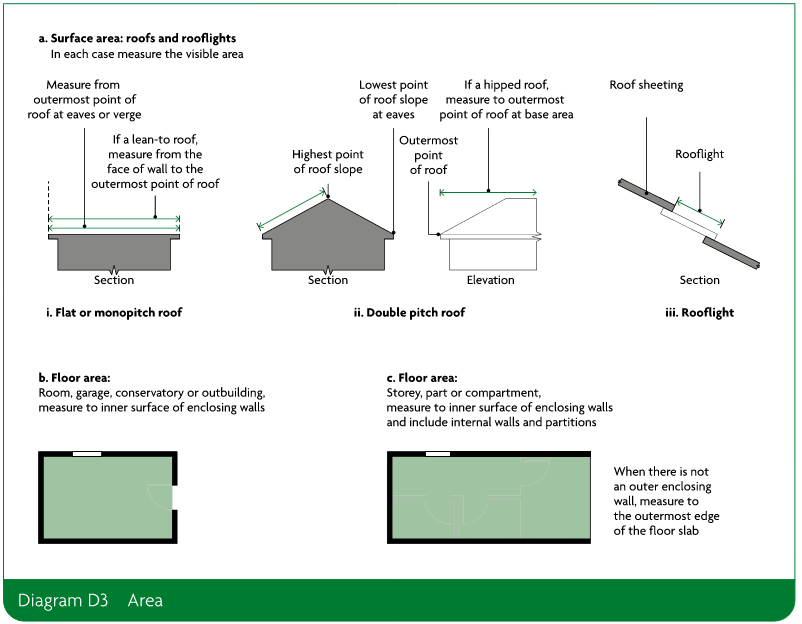 a. Surface area: roofs and rooflights
In each case measure the visible area
Measure from
outermost point of
roof at eaves or verge
If a lean-to roof,
measure from the
face of wall to the
outermost point of roof
Section
i. Flat or monopitch roof
Highest point
of roof slope
Lowest point
of roof slope
at eaves
Section
Outermost
point
of roof
If a hipped roof,
measure to outermost
point of roof at base area
Elevation
ii. Double pitch roof
Roof sheeting
Rooflight
Section
iii. Rooflight
b. Floor area:
Room, garage, conservatory or outbuilding,
measure to inner surface of enclosing walls
c. Floor area:
Storey, part or compartment,
measure to inner surface of enclosing walls
and include internal walls and partitions
When there is not
an outer enclosing
wall, measure to
the outermost edge
of the floor slab
Diagram D3 Area